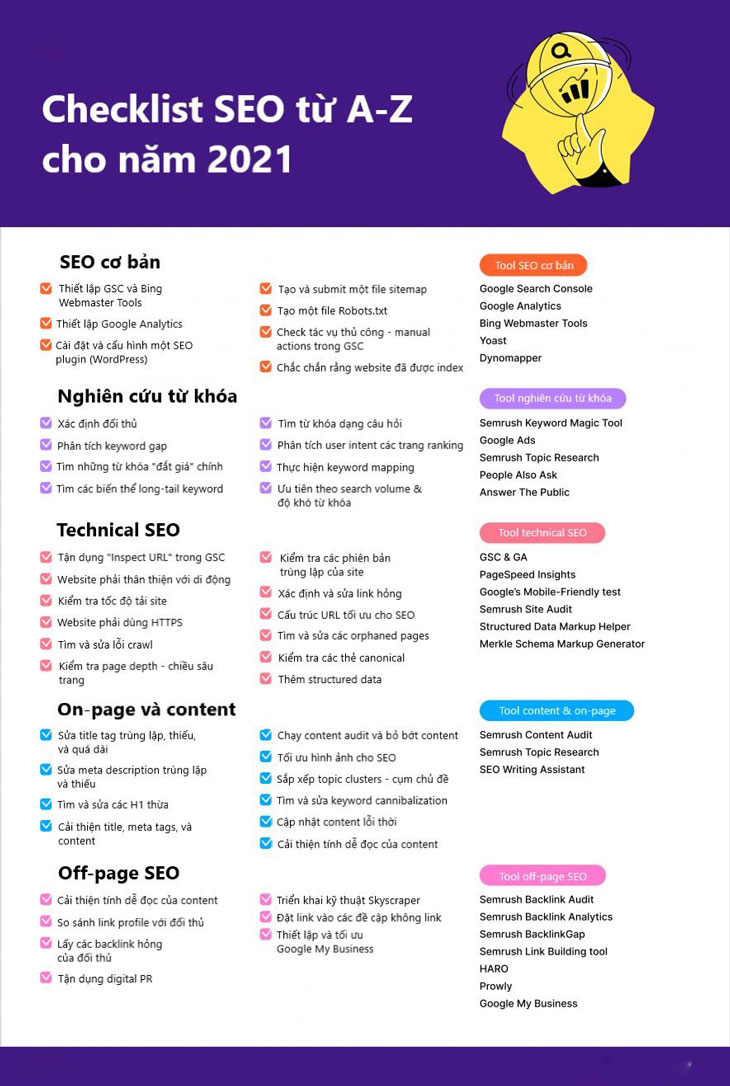 Checklist SEO từ A-Z
cho năm 2021
SEO cơ bản
Thiết lập GSC và Bing
Webmaster Tools
Thiết lập Google Analytics
Cài đặt và cấu hình một SEO
plugin (WordPress)
Tạo và submit một file sitemap
Tạo một file Robots.txt
Check tác vụ thủ công - manual
actions trong GSC
Chắc chắn rằng website đã được index
Tool SEO cơ bản
Google Search Console
Google Analytics
Bing Webmaster Tools
Yoast
Dynomapper
Nghiên cứu từ khóa
Xác định đối thủ
Phân tích keyword gap
Tìm những từ khóa "đắt giá" chính
Tìm các biến thể long-tail keyword
Tìm từ khóa dạng câu hỏi
Phân tích user intent các trang ranking
Thực hiện keyword mapping
Ưu tiên theo search volume &
độ khó từ khóa
Tool nghiên cứu từ khóa
Semrush Keyword Magic Tool
Google Ads
Semrush Topic Research
People Also Ask
Answer The Public
Technical SEO
Tận dụng "Inspect URL" trong GSC
Website phải thân thiện với di động
Kiểm tra tốc độ tải site
Website phải dùng HTTPS
Tìm và sửa lỗi crawl
Kiểm tra page depth - chiều sâu
trang
Kiểm tra các phiên bản
trùng lặp của site
Xác định và sửa link hỏng
Cấu trúc URL tối ưu cho SEO
Tìm và sửa các orphaned pages
Kiểm tra các thẻ canonical
Thêm structured data
Tool technical SEO
GSC & GA
PageSpeed Insights
Google's Mobile-Friendly test
Semrush Site Audit
Structured Data Markup Helper
Merkle Schema Markup Generator
On-page và content
Sửa title tag trùng lặp, thiếu,
và quá dài
Sửa meta description trùng lặp
và thiếu
Tìm và sửa các H1 thừa
Cải thiện title, meta tags, và
content
Chạy content audit và bỏ bớt content
Tối ưu hình ảnh cho SEO
Sắp xếp topic clusters - cụm chủ đề
Tìm và sửa keyword cannibalization
Cập nhật content lỗi thời
Cải thiện tính dễ đọc của content
Tool content & on-page
Semrush Content Audit
Semrush Topic Research
SEO Writing Assistant
Off-page SEO
Cải thiện tính dễ đọc của content
So sánh link profile với đối thủ
Lấy các backlink hỏng
của đối thủ
Tận dụng digital PR
Triển khai kỹ thuật Skyscraper
Đặt link vào các đề cập không link
Thiết lập và tối ưu
Google My Business
Tool off-page SEO
Semrush Backlink Audit
Semrush Backlink Analytics
Semrush BacklinkGap
Semrush Link Building tool
HARO
Prowly
Google My Business